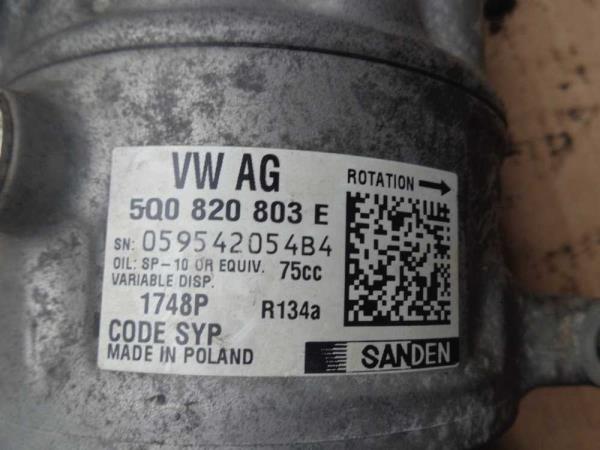 VW AG
ROTATION
5Q0 820 803 E
SN: 059542054B4
OIL: SP-10 OR EQUIV. 75cc
VARIABLE DISP.
1748P R134a
CODE SYP
MADE IN POLAND
SANDEN